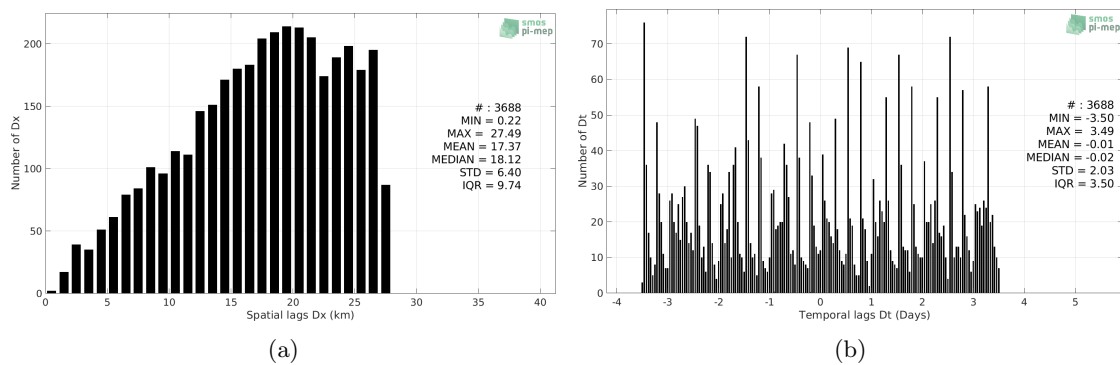 smos
pi-mep
200
150
100
50
0
Number of Dx
# : 3688
MIN = 0.22
MAX = 27.49
MEAN = 17.37
MEDIAN = 18.12
STD = 6.40
IQR = 9.74
0 5 10 15 20 25 30 35 40
Spatial lags Dx (km)
(a)
smos
pi-mep
70
60
50
40
30
20
10
0
Number of Dt
# : 3688
MIN = -3.50
MAX = 3.49
MEAN = -0.01
MEDIAN = -0.02
STD = 2.03
IQR = 3.50
-4 -3 -2 -1 0 1 2 3 4 5
Temporal lags Dt (Days)
(b)